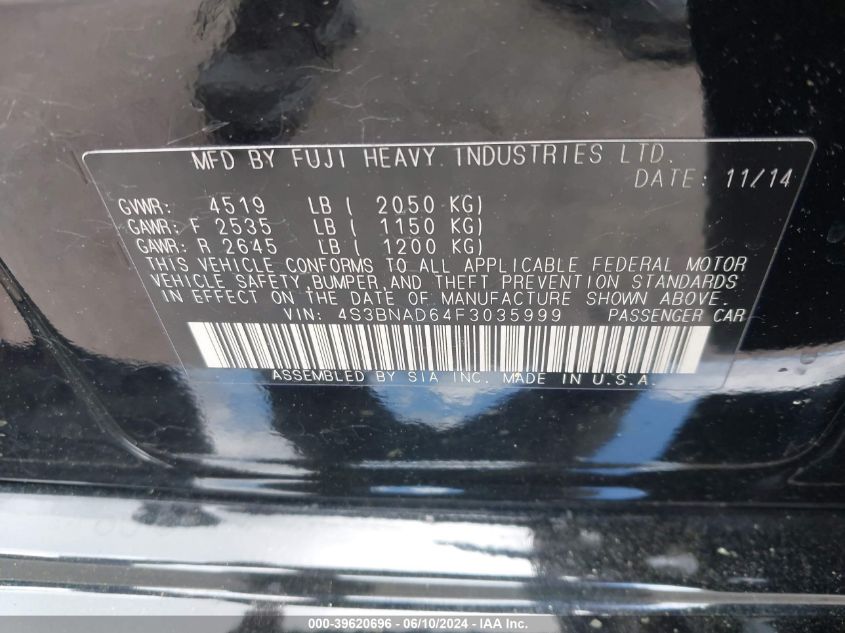 MFD BY FUJI HEAVY INDUSTRIES LTD.
DATE: 11/14
GVWR: 4519 LB ( 2050 KG)
GAWR: F 2535 LB ( 1150 KG)
GAWR: R 2645 LB ( 1200 KG)
THIS VEHICLE CONFORMS TO ALL APPLICABLE FEDERAL MOTOR
VEHICLE SAFETY,BUMPER,AND THEFT PREVENTION STANDARDS
IN EFFECT ON THE DATE OF MANUFACTURE SHOWN ABOVE.
VIN: 4S3BNAD64F3035999 PASSENGER CAR
ASSEMBLED BY SIA INC. MADE IN U.S.A.
000-39620696 - 06/10/2024 - IAA Inc.